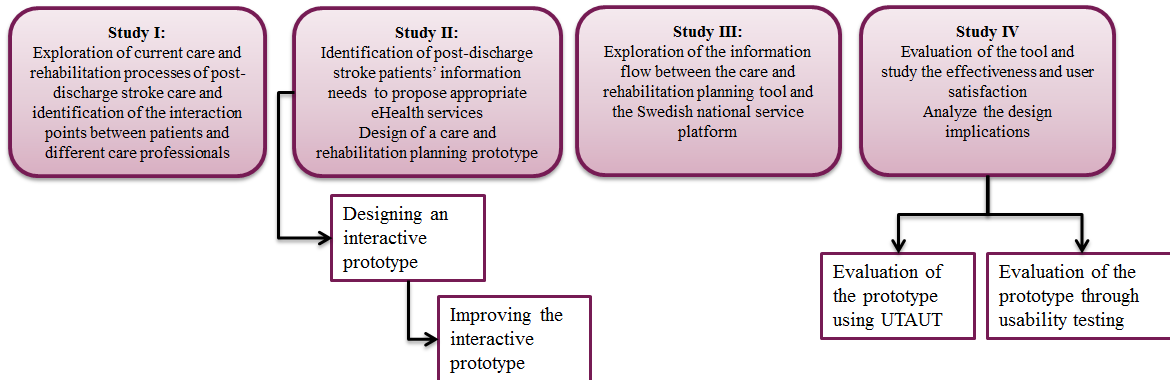 Study I:
Exploration of current care and
rehabilitation processes of post-
discharge stroke care and
identification of the interaction
points between patients and
different care professionals
Study II:
Identification of post-discharge
stroke patients’ information
needs to propose appropriate
eHealth services
Design of a care and
rehabilitation planning prototype
Study III:
Exploration of the information
flow between the care and
rehabilitation planning tool and
the Swedish national service
platform
Study IV
Evaluation of the tool and
study the effectiveness and user
satisfaction
Analyze the design
implications
Designing an
interactive
prototype
Improving the
interactive
prototype
Evaluation of
the prototype
using UTAUT
Evaluation of the
prototype through
usability testing